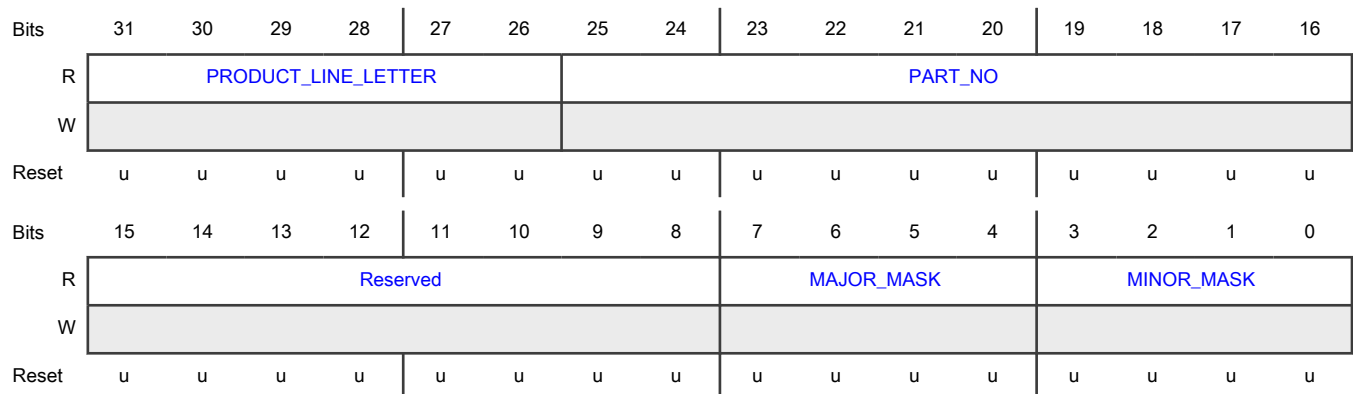 Bits 31 30 29 28 27 26 25 24 23 22 21 20 19 18 17 16
R PRODUCT_LINE_LETTER PART_NO
W
Reset u u u u u u u u u u u u u u u u
Bits 15 14 13 12 11 10 9 8 7 6 5 4 3 2 1 0
R Reserved MAJOR_MASK MINOR_MASK
W
Reset u u u u u u u u u u u u u u u u